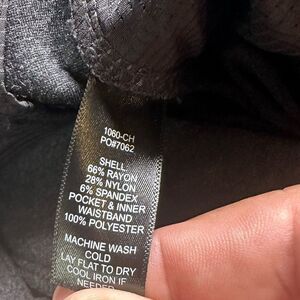 1060-CH
PO#7062
SHELL
66% RAYON
28% NYLON
6% SPANDEX
POCKET & INNER
WAISTBAND
100% POLYESTER
MACHINE WASH
COLD
LAY FLAT TO DRY
COOL IRON IF
NEEDED